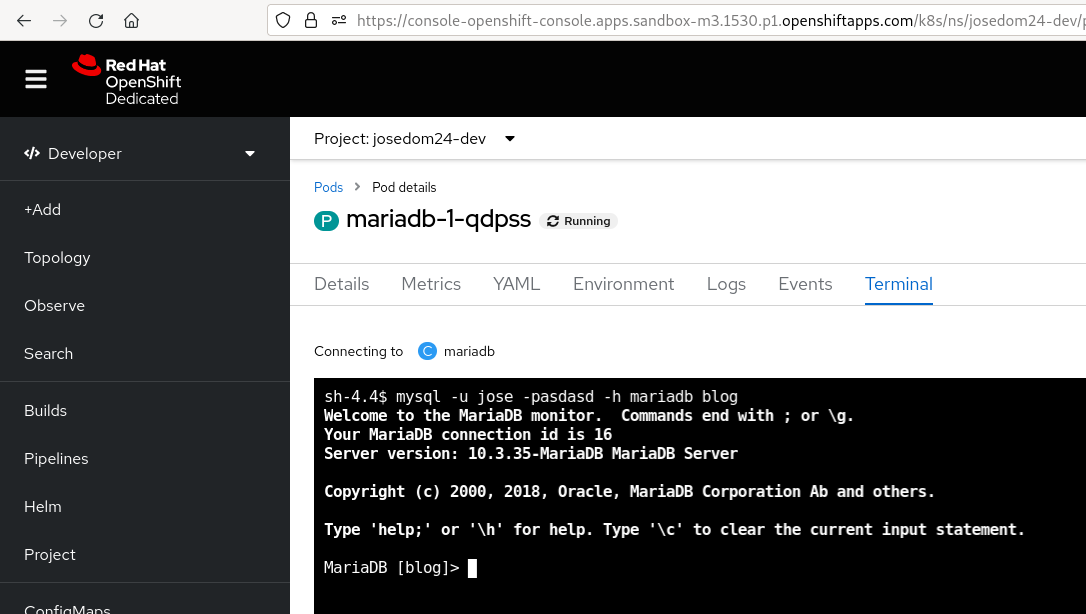 https://console-openshift-console.apps.sandbox-m3.1530.p1.openshiftapps.com/k8s/ns/josedom24-dev/
Red Hat
OpenShift
Dedicated
Developer
+Add
Topology
Observe
Search
Builds
Pipelines
Helm
Project
ConfigMaps
Project: josedom24-dev
Pods > Pod details
P mariadb-1-qdpss Running
Details Metrics YAML Environment Logs Events Terminal
Connecting to C mariadb
sh-4.4$ mysql -u jose -pasdasd -h mariadb blog
Welcome to the MariaDB monitor.  Commands end with ; or \g.
Your MariaDB connection id is 16
Server version: 10.3.35-MariaDB MariaDB Server
Copyright (c) 2000, 2018, Oracle, MariaDB Corporation Ab and others.
Type 'help;' or '\h' for help. Type '\c' to clear the current input statement.
MariaDB [blog]>